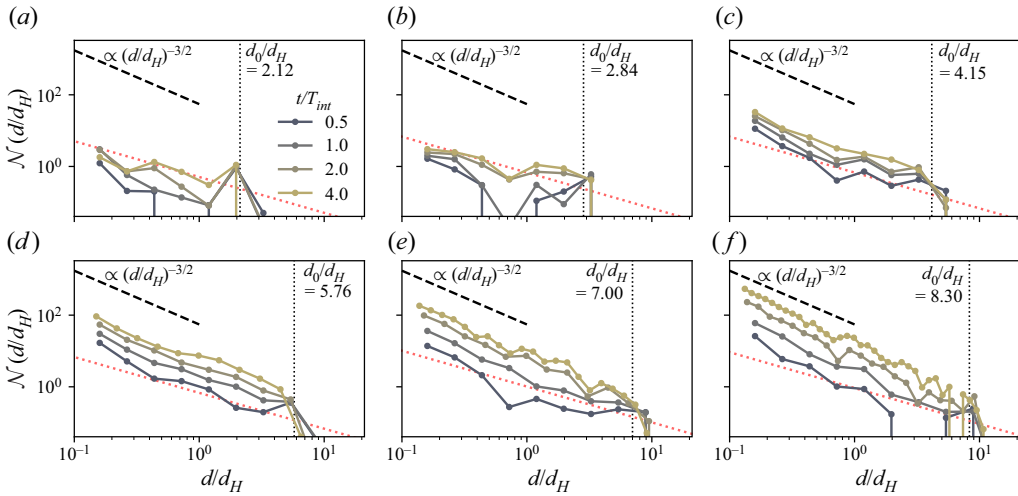 (a)
(b)
(c)
∝ (d/d_H)^{−3/2}
d_0/d_H
= 2.12
t/T_{int}
0.5
1.0
2.0
4.0
∝ (d/d_H)^{−3/2}
d_0/d_H
= 2.84
∝ (d/d_H)^{−3/2}
d_0/d_H
= 4.15
10^2
10^0
𝒩 (d/d_H)
(d)
(e)
(f)
∝ (d/d_H)^{−3/2}
d_0/d_H
= 5.76
∝ (d/d_H)^{−3/2}
d_0/d_H
= 7.00
∝ (d/d_H)^{−3/2}
d_0/d_H
= 8.30
10^2
10^0
𝒩 (d/d_H)
10^{−1}
10^0
10^1
10^{−1}
10^0
10^1
10^{−1}
10^0
10^1
d/d_H
d/d_H
d/d_H